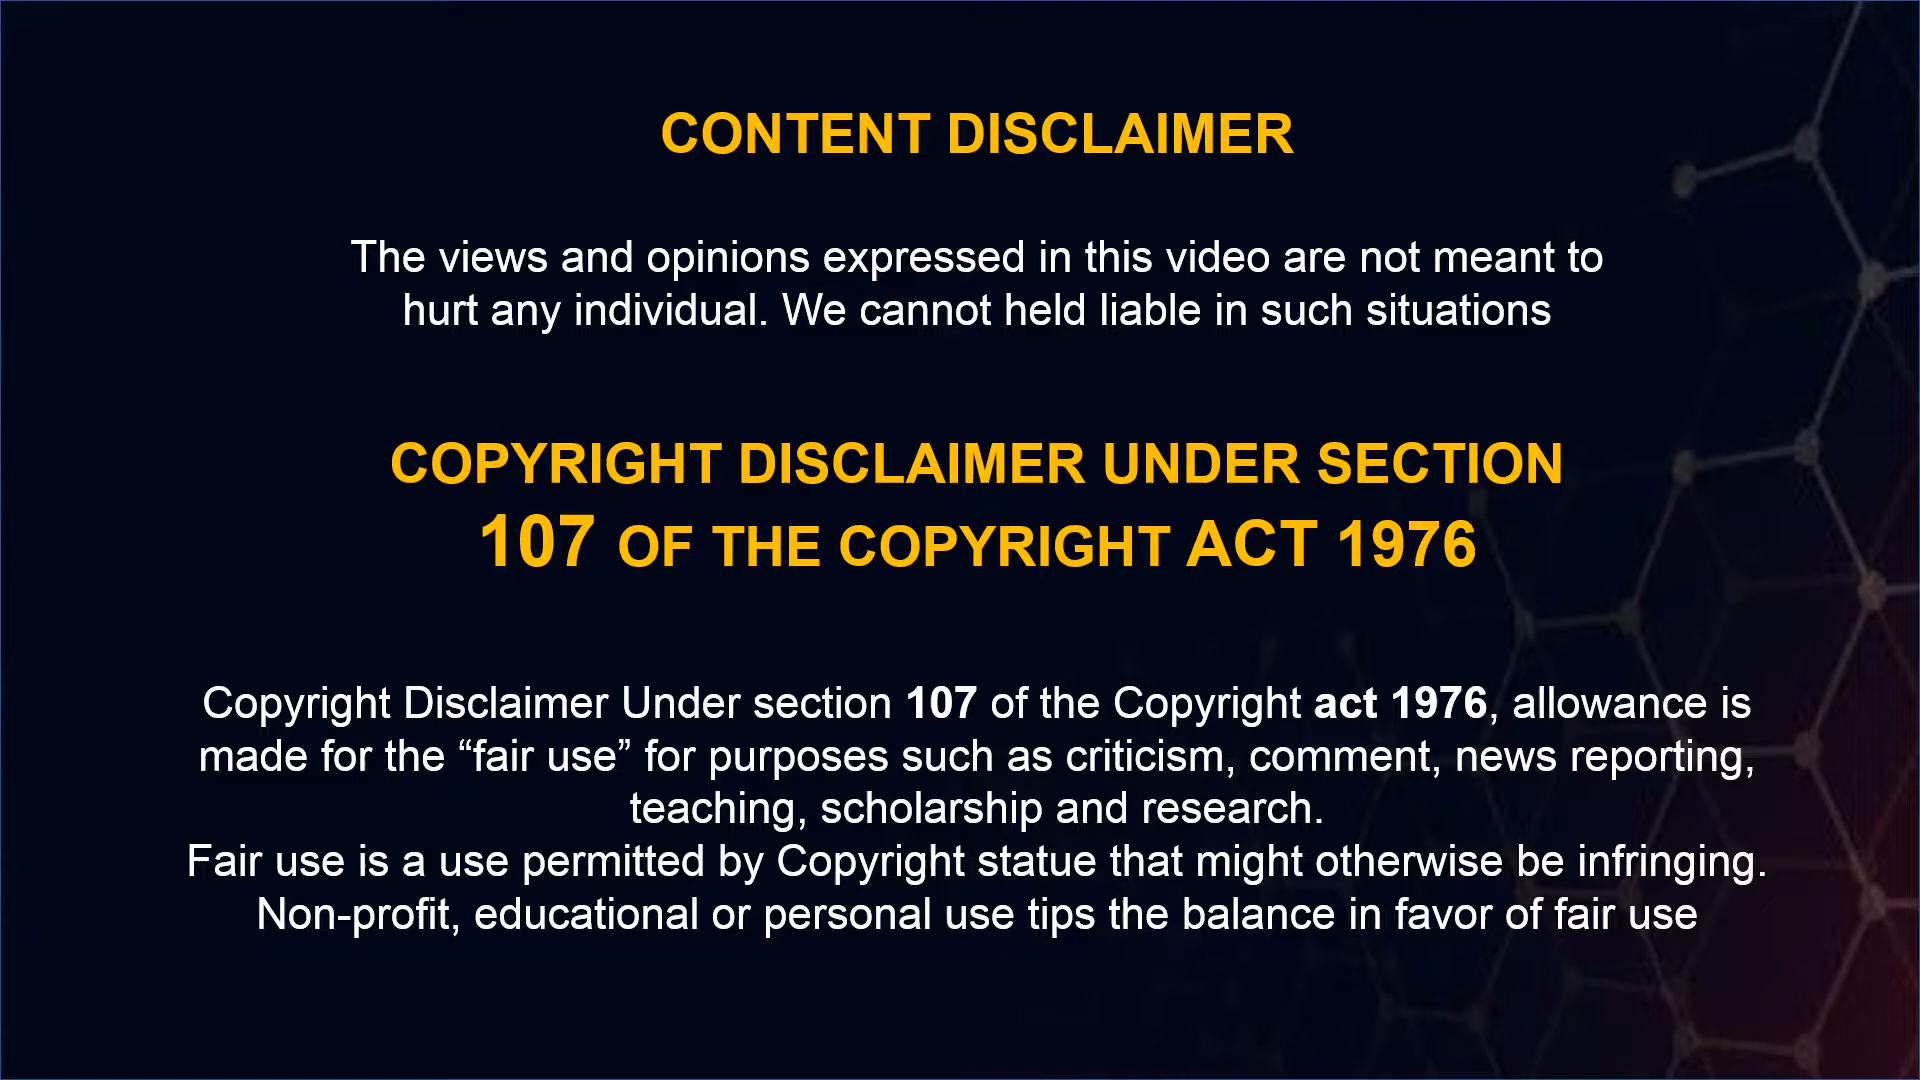 CONTENT DISCLAIMER
The views and opinions expressed in this video are not meant to
hurt any individual. We cannot held liable in such situations
COPYRIGHT DISCLAIMER UNDER SECTION
107 OF THE COPYRIGHT ACT 1976
Copyright Disclaimer Under section 107 of the Copyright act 1976, allowance is
made for the “fair use” for purposes such as criticism, comment, news reporting,
teaching, scholarship and research.
Fair use is a use permitted by Copyright statue that might otherwise be infringing.
Non-profit, educational or personal use tips the balance in favor of fair use